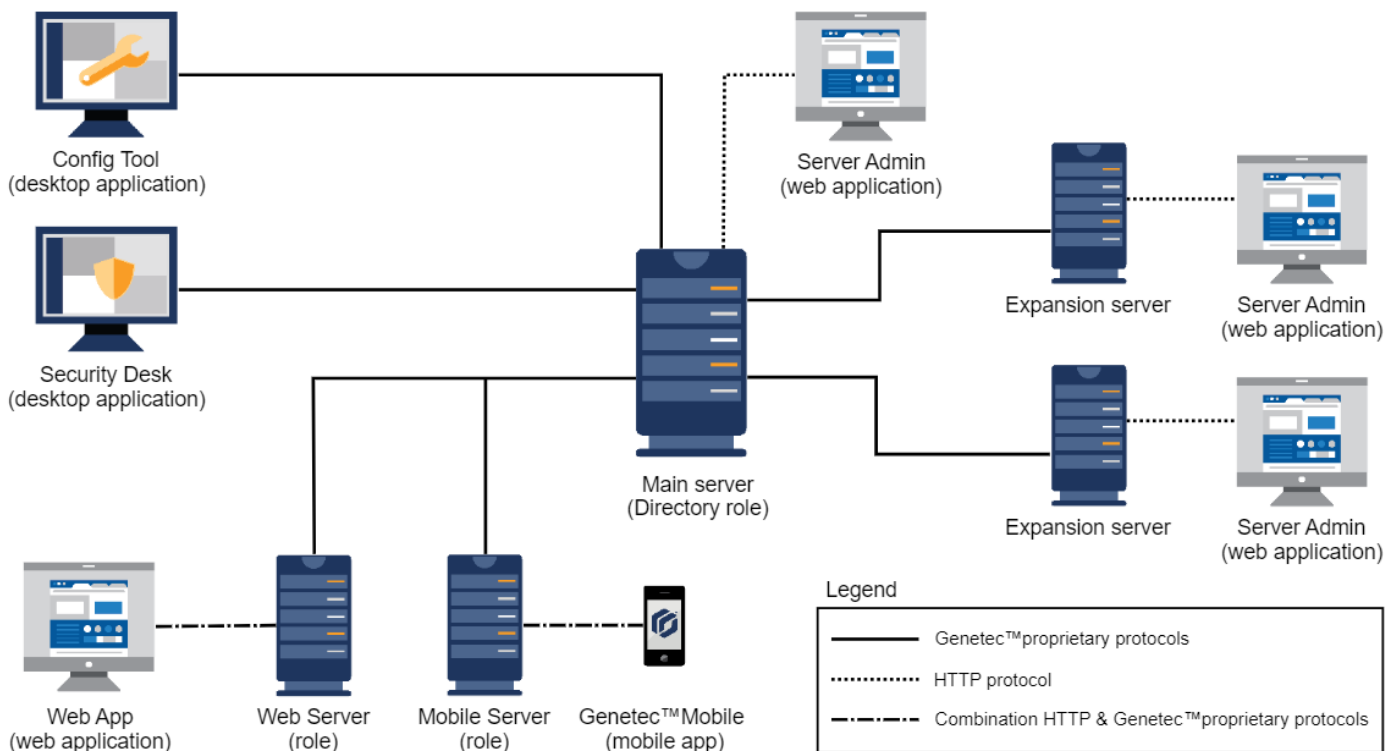 Config Tool
(desktop application)
Server Admin
(web application)
Expansion server
Server Admin
(web application)
Security Desk
(desktop application)
Main server
(Directory role)
Expansion server
Server Admin
(web application)
Web App
(web application)
Web Server
(role)
Mobile Server
(role)
Genetec™Mobile
(mobile app)
Legend
Genetec™proprietary protocols
HTTP protocol
Combination HTTP & Genetec™proprietary protocols